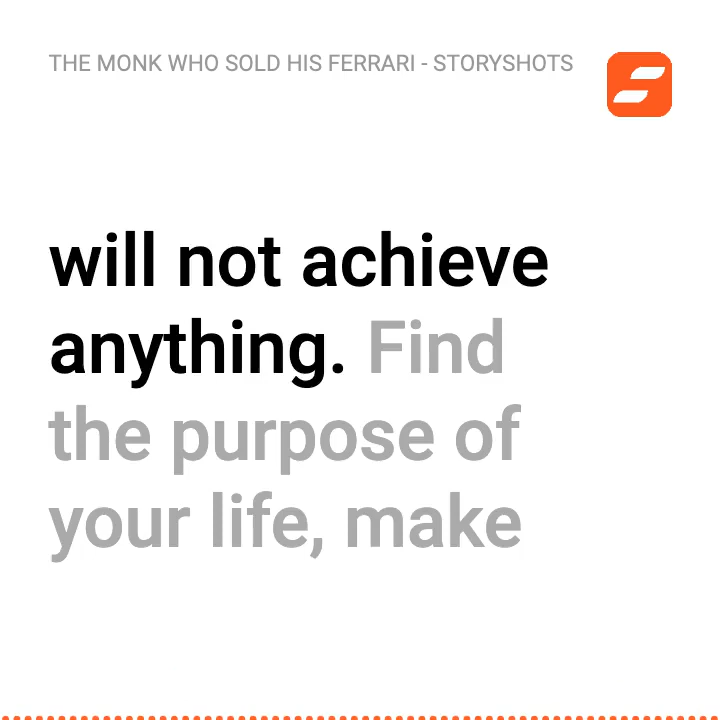 THE MONK WHO SOLD HIS FERRARI - STORYSHOTS
will not achieve
anything. Find
the purpose of
your life, make